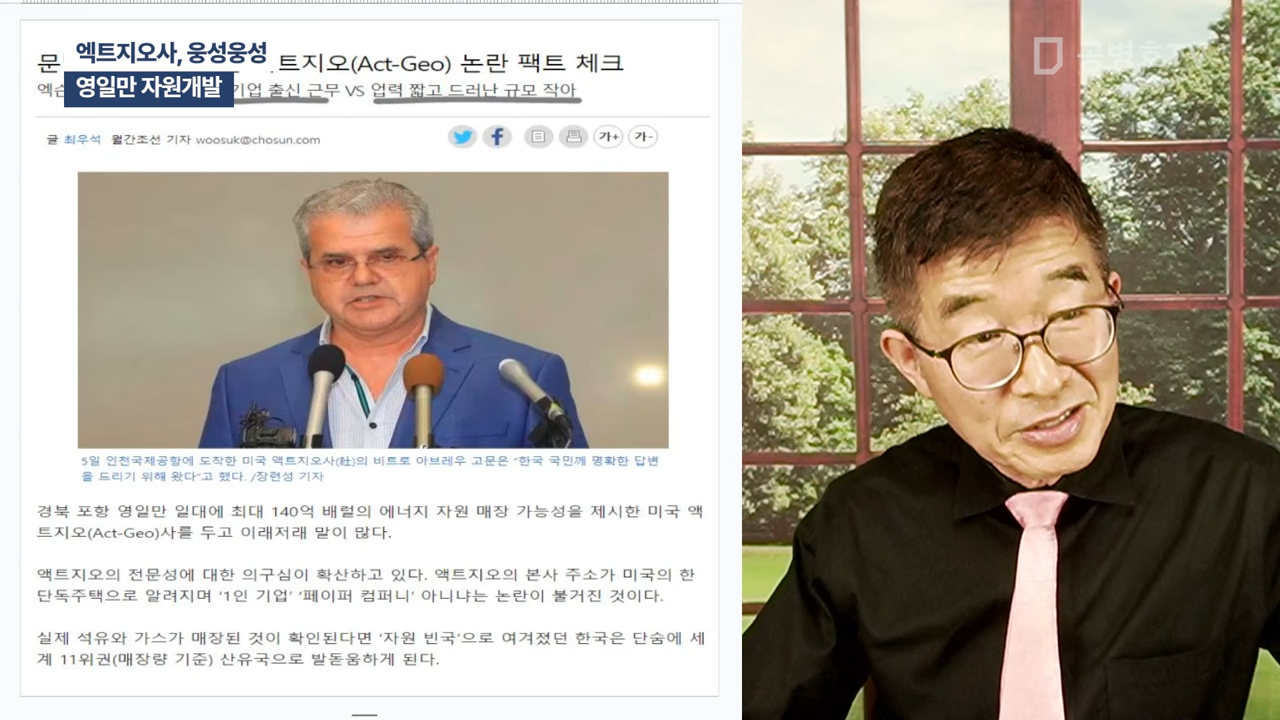 엑트지오사, 웅성웅성
영일만 자원개발
문 트지오(Act-Geo) 논란 팩트 체크
엑 기업 출신 근무 VS 업력 짧고 드러난 규모 작아
글 최우석 월간조선 기자 woosuk@chosun.com
가+ 가-
5일 인천국제공항에 도착한 미국 액트지오사(社)의 비트로 아브레우 고문은 "한국 국민께 명확한 답변
을 드리기 위해 왔다"고 했다. /장련성 기자
경북 포항 영일만 일대에 최대 140억 배럴의 에너지 자원 매장 가능성을 제시한 미국 액
트지오(Act-Geo)사를 두고 이래저래 말이 많다.
액트지오의 전문성에 대한 의구심이 확산하고 있다. 액트지오의 본사 주소가 미국의 한
단독주택으로 알려지며 '1인 기업' '페이퍼 컴퍼니' 아니냐는 논란이 불거진 것이다.
실제 석유와 가스가 매장된 것이 확인된다면 '자원 빈국'으로 여겨졌던 한국은 단숨에 세
계 11위권(매장량 기준) 산유국으로 발돋움하게 된다.